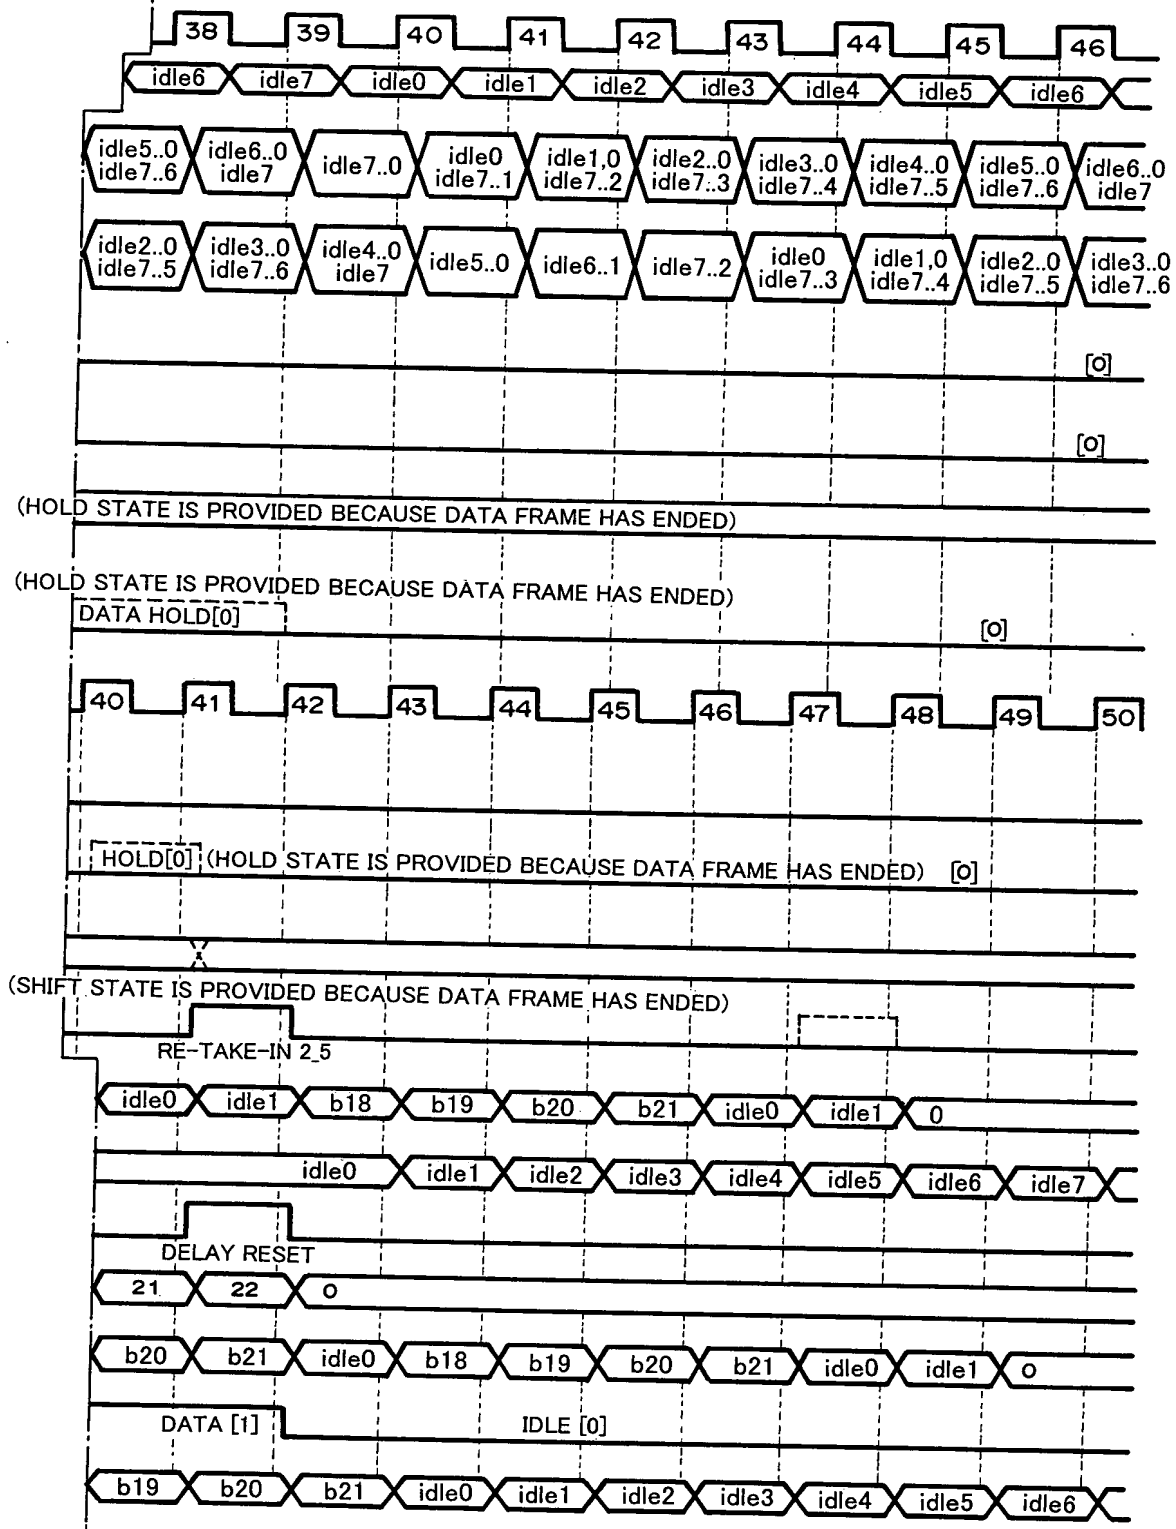 38 39 40 41 42 43 44 45 46
idle6 idle7 idle0 idle1 idle2 idle3 idle4 idle5 idle6
idle5..0 idle6..0 idle7..0 idle0 idle1,0 idle2..0 idle3..0 idle4..0 idle5..0 idle6..0
idle7..6 idle7 idle7..1 idle7..2 idle7..3 idle7..4 idle7..5 idle7..6 idle7
idle2..0 idle3..0 idle4..0 idle5..0 idle6..1 idle7..2 idle0 idle1,0 idle2..0 idle3..0
idle7..5 idle7..6 idle7 idle7..3 idle7..4 idle7..5 idle7..6
[0]
[0]
(HOLD STATE IS PROVIDED BECAUSE DATA FRAME HAS ENDED)
(HOLD STATE IS PROVIDED BECAUSE DATA FRAME HAS ENDED)
DATA HOLD[0] [0]
40 41 42 43 44 45 46 47 48 49 50
HOLD[0] (HOLD STATE IS PROVIDED BECAUSE DATA FRAME HAS ENDED) [0]
(SHIFT STATE IS PROVIDED BECAUSE DATA FRAME HAS ENDED)
RE-TAKE-IN 2_5
idle0 idle1 b18 b19 b20 b21 idle0 idle1 0
idle0 idle1 idle2 idle3 idle4 idle5 idle6 idle7
DELAY RESET
21 22 0
b20 b21 idle0 b18 b19 b20 b21 idle0 idle1 0
DATA [1] IDLE [0]
b19 b20 b21 idle0 idle1 idle2 idle3 idle4 idle5 idle6